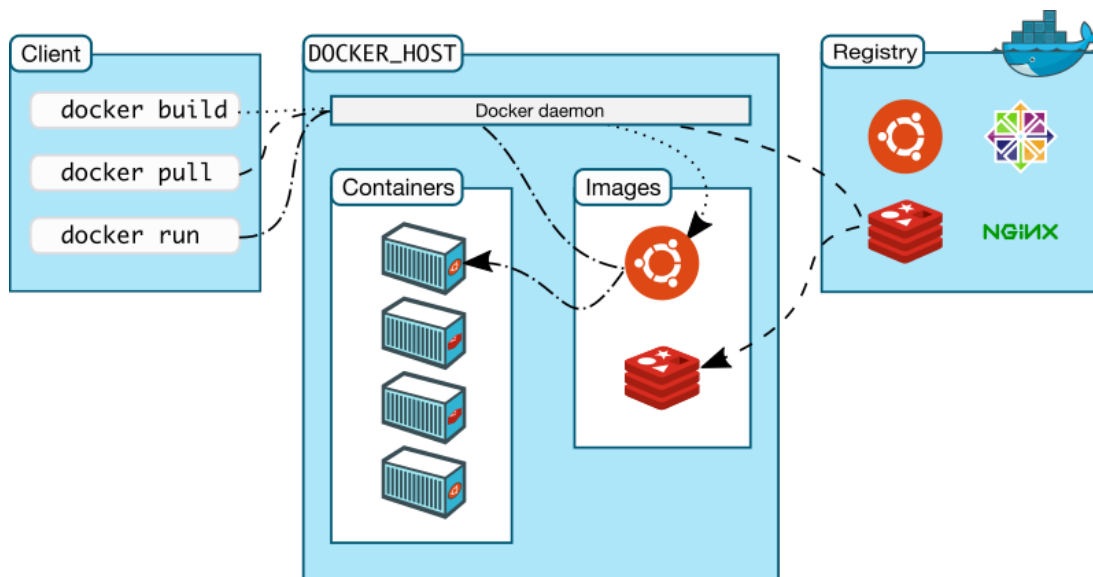 Client
docker build
docker pull
docker run
DOCKER_HOST
Docker daemon
Containers
Images
Registry
NGiNX